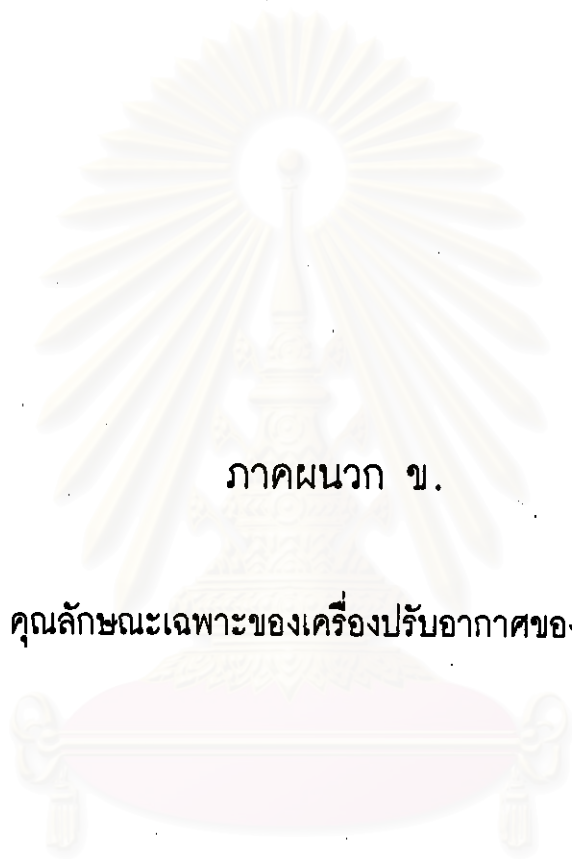 ภาคผนวก ข.
คุณลักษณะเฉพาะของเครื่องปรับอากาศของ